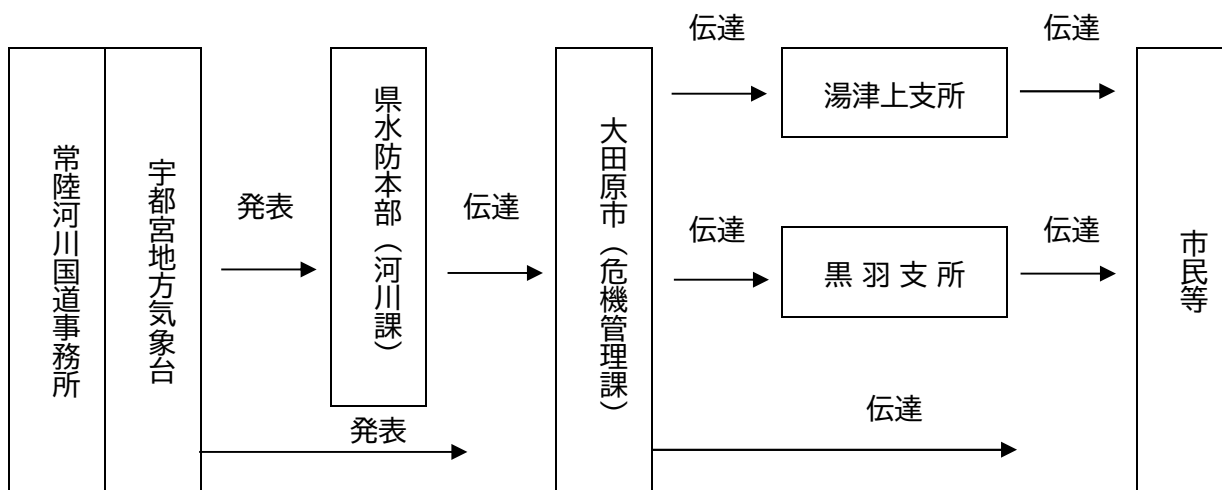 常陸河川国道事務所
宇都宮地方気象台
発表
県水防本部（河川課）
発表
伝達
大田原市（危機管理課）
伝達
湯津上支所
伝達
伝達
黒羽支所
伝達
伝達
市民等